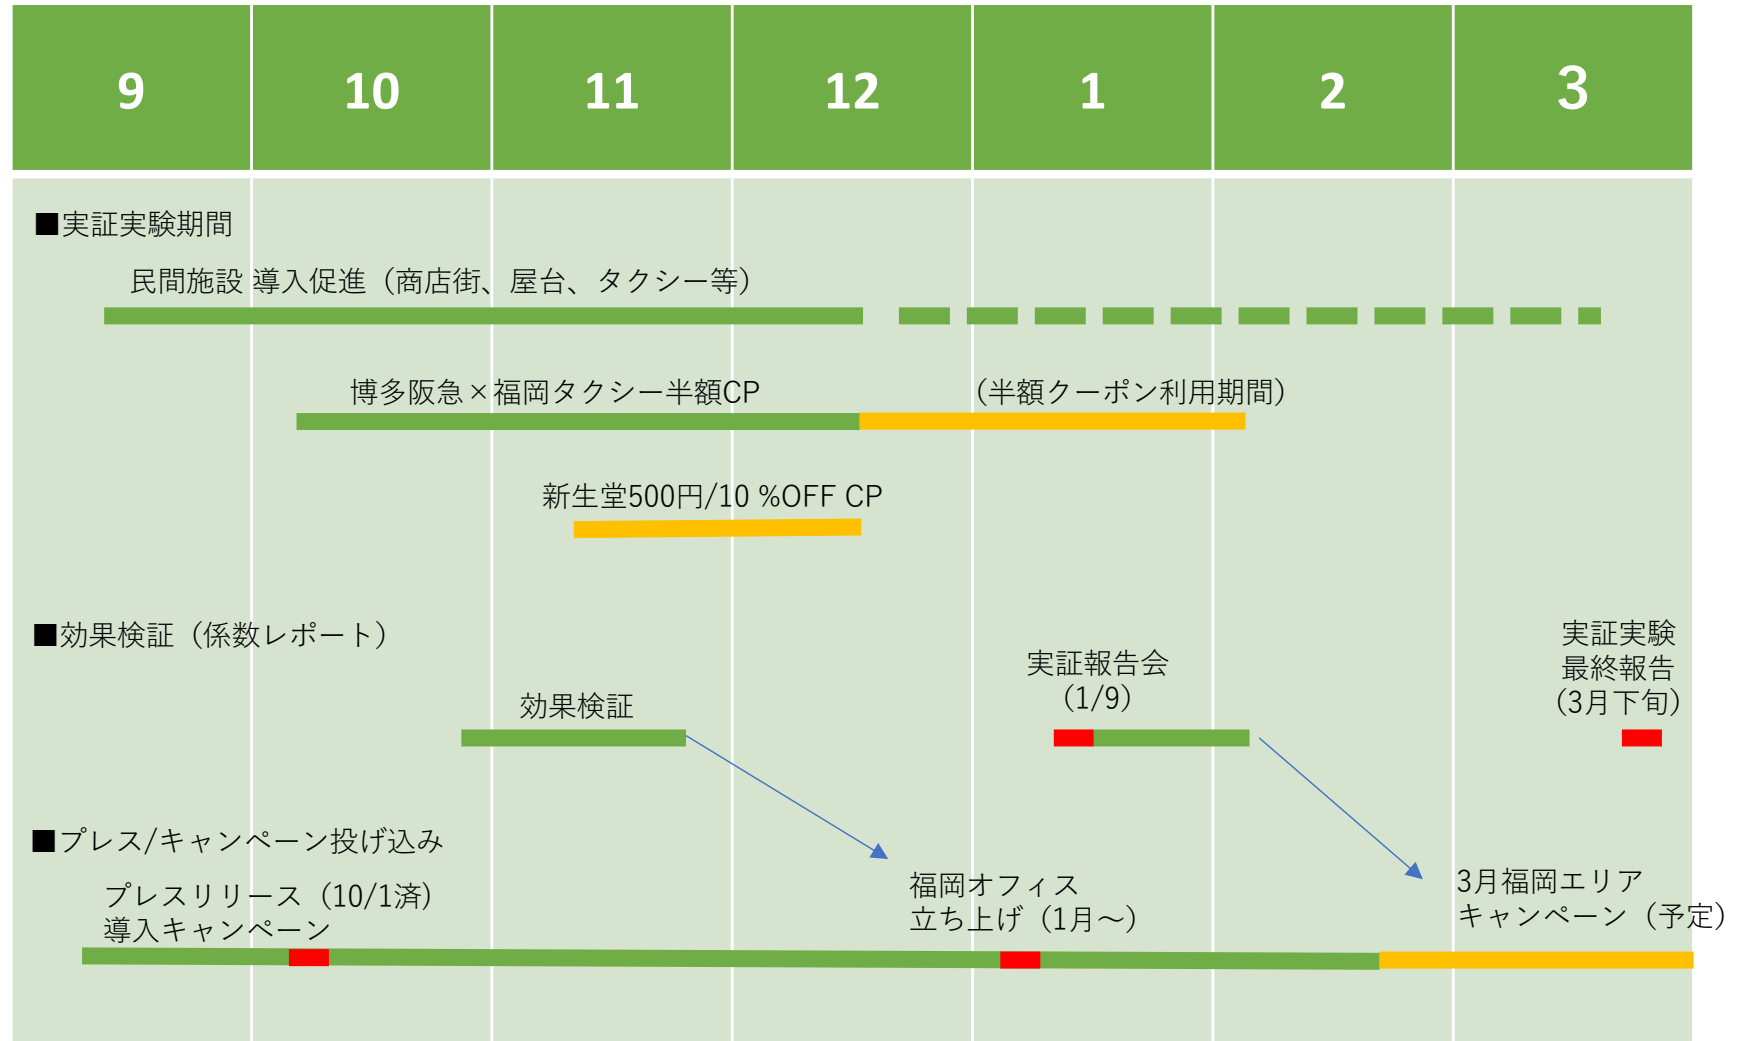 9 10 11 12 1 2 3
■実証実験期間
民間施設 導入促進（商店街、屋台、タクシー等）
博多阪急×福岡タクシー半額CP
（半額クーポン利用期間）
新生堂500円/10 %OFF CP
■効果検証（係数レポート）
効果検証
実証報告会
（1/9）
実証実験
最終報告
（3月下旬）
■プレス/キャンペーン投げ込み
プレスリリース（10/1済）
導入キャンペーン
福岡オフィス
立ち上げ（1月～）
3月福岡エリア
キャンペーン（予定）